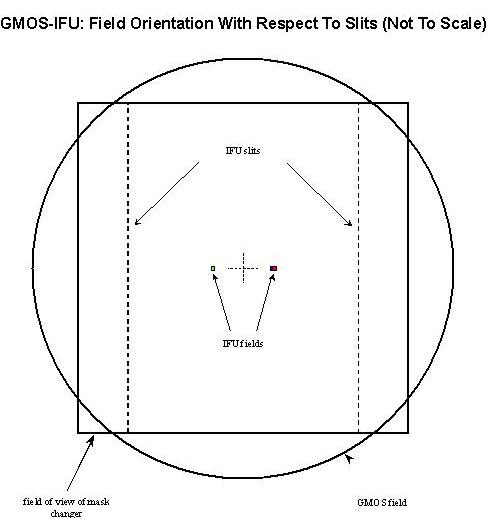 GMOS-IFU: Field Orientation With Respect To Slits (Not To Scale)
IFU slits
IFU fields
field of view of mask
changer
GMOS field